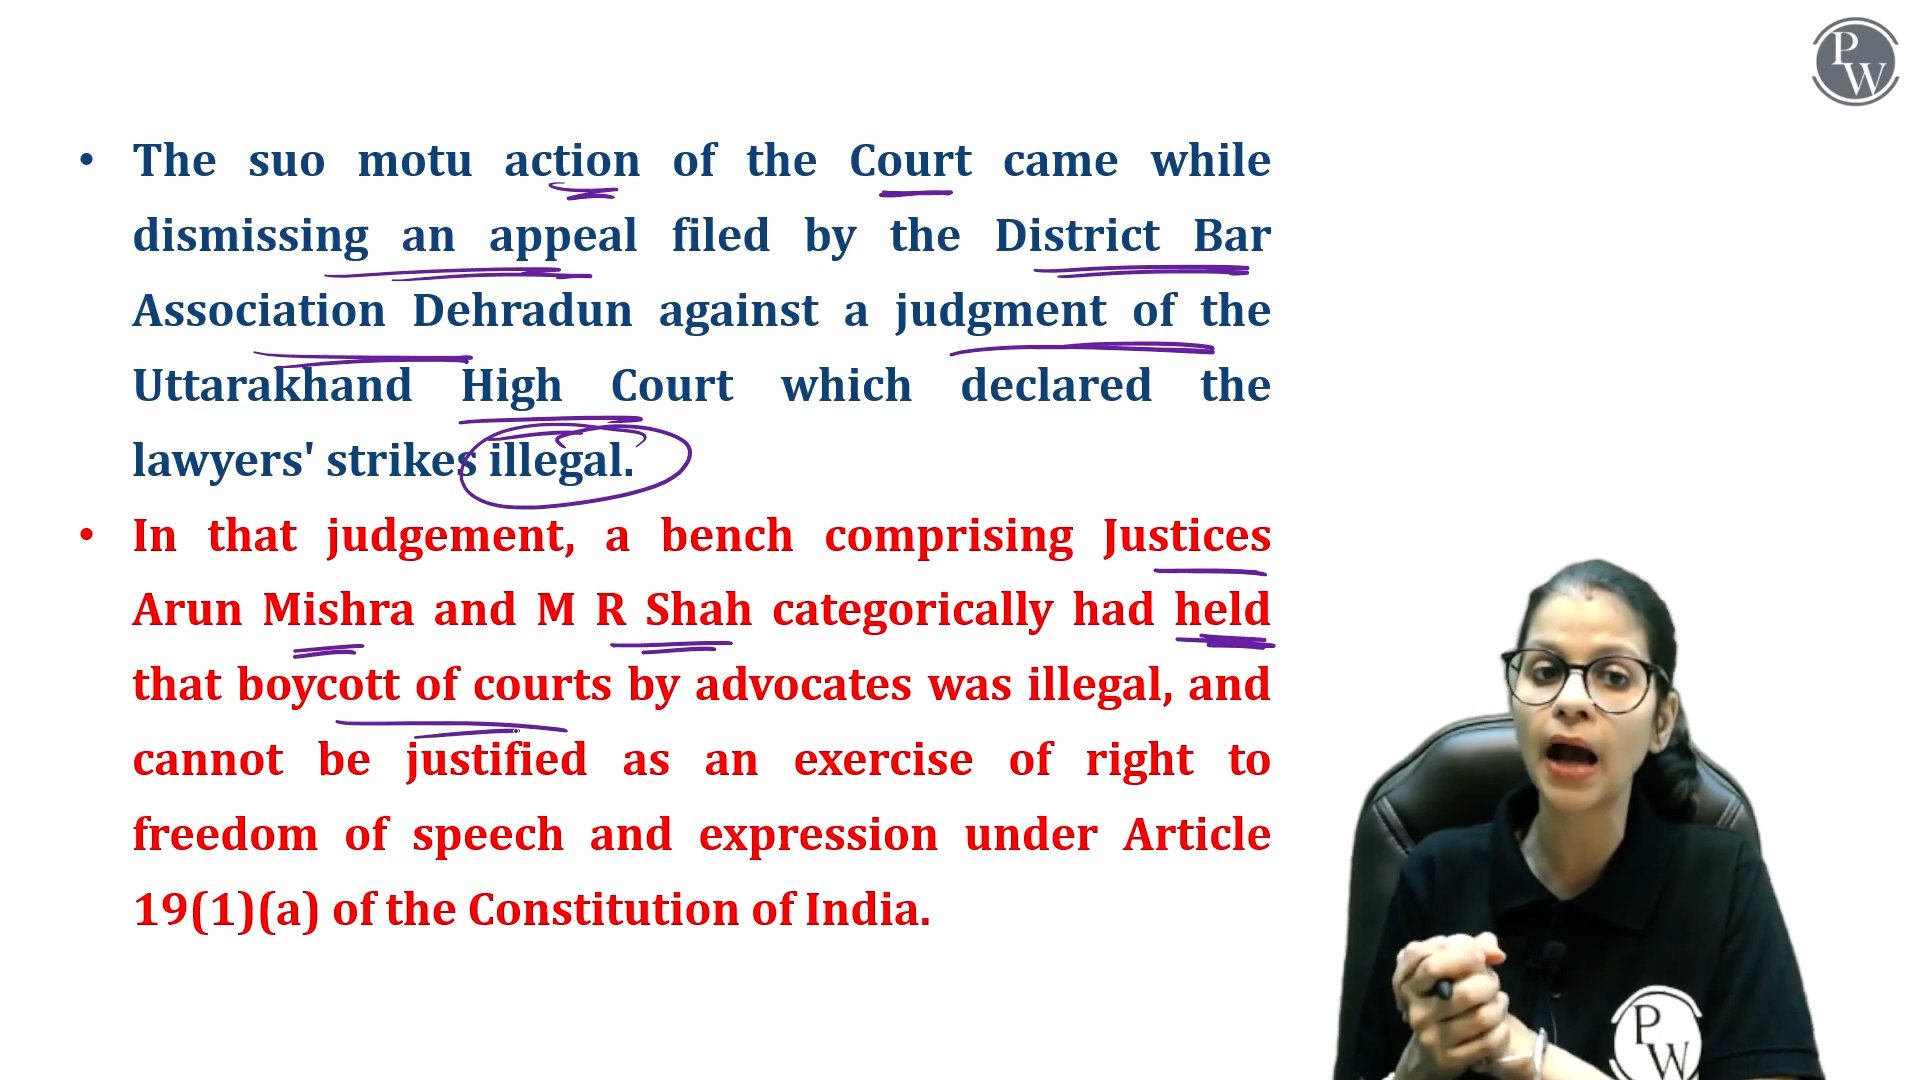 PW
• The suo motu action of the Court came while
dismissing an appeal filed by the District Bar
Association Dehradun against a judgment of the
Uttarakhand High Court which declared the
lawyers' strikes illegal.
• In that judgement, a bench comprising Justices
Arun Mishra and M R Shah categorically had held
that boycott of courts by advocates was illegal, and
cannot be justified as an exercise of right to
freedom of speech and expression under Article
19(1)(a) of the Constitution of India.
PW